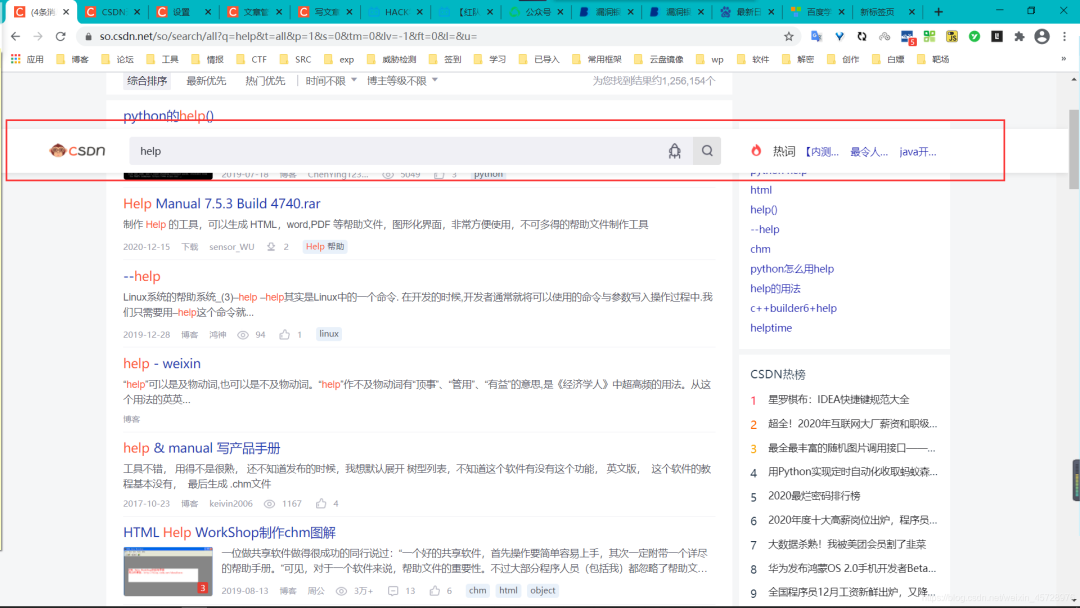 (4条消
CSDN
设置
文章管
写文章
HACK
【红队
公众号
漏洞扫
漏洞扫
最新日
百度学
新标签页
so.csdn.net/so/search/all?q=help&t=all&p=1&s=0&tm=0&lv=-1&ft=0&l=&u=
应用 博客 论坛 工具 情报 CTF SRC exp 威胁检测 签到 学习 已导入 常用框架 云盘镜像 wp 软件 解密 创作 白嫖 靶场 »
综合排序 最新优先 热门优先 时间不限 博主等级不限 为您找到结果约1,256,154个
python的help()
CSDN help 热词 【内测... 最令人... java开...
2019-07-18 博客 ChenYing123... 5049 3 python
Help Manual 7.5.3 Build 4740.rar
制作 Help 的工具，可以生成 HTML，word,PDF 等帮助文件，图形化界面，非常方便使用，不可多得的帮助文件制作工具
2020-12-15 下载 sensor_WU 2 Help 帮助
--help
Linux系统的帮助系统_(3)–help –help其实是Linux中的一个命令. 在开发的时候,开发者通常就将可以使用的命令与参数写入操作过程中.我
们只需要用–help这个命令就...
2019-12-28 博客 鸿神 94 1 linux
help - weixin
“help”可以是及物动词,也可以是不及物动词。“help”作不及物动词有“顶事”、“管用”、“有益”的意思,是《经济学人》中超高频的用法。从这
个用法的英英...
博客
help & manual 写产品手册
工具不错， 用得不是很熟， 还不知道发布的时候，我想默认展开 树型列表，不知道这个软件有没有这个功能， 英文版， 这个软件的教
程基本没有， 最后生成 .chm文件
2017-10-23 博客 keivin2006 1167 4
HTML Help WorkShop制作chm图解
一位做共享软件做得很成功的同行说过：“一个好的共享软件，首先操作要简单容易上手，其次一定附带一个详尽
的帮助手册。”可见，对于一个软件来说，帮助文件的重要性。不过大部分程序人员（包括我）都忽略了帮助文...
3
2019-08-13 博客 周公 3万+ 13 6 chm html object
python help
html
help()
--help
chm
python怎么用help
help的用法
c++builder6+help
helptime
CSDN热榜
1 星罗棋布：IDEA快捷键规范大全
2 超全！2020年互联网大厂薪资和职级...
3 最全最丰富的随机图片调用接口——...
4 用Python实现定时自动化收取蚂蚁森...
5 2020最烂密码排行榜
6 2020年度十大高薪岗位出炉，程序员...
7 大数据杀熟！我被美团会员割了韭菜
8 华为发布鸿蒙OS 2.0手机开发者Beta...
9 全国程序员12月工资新鲜出炉，又降...